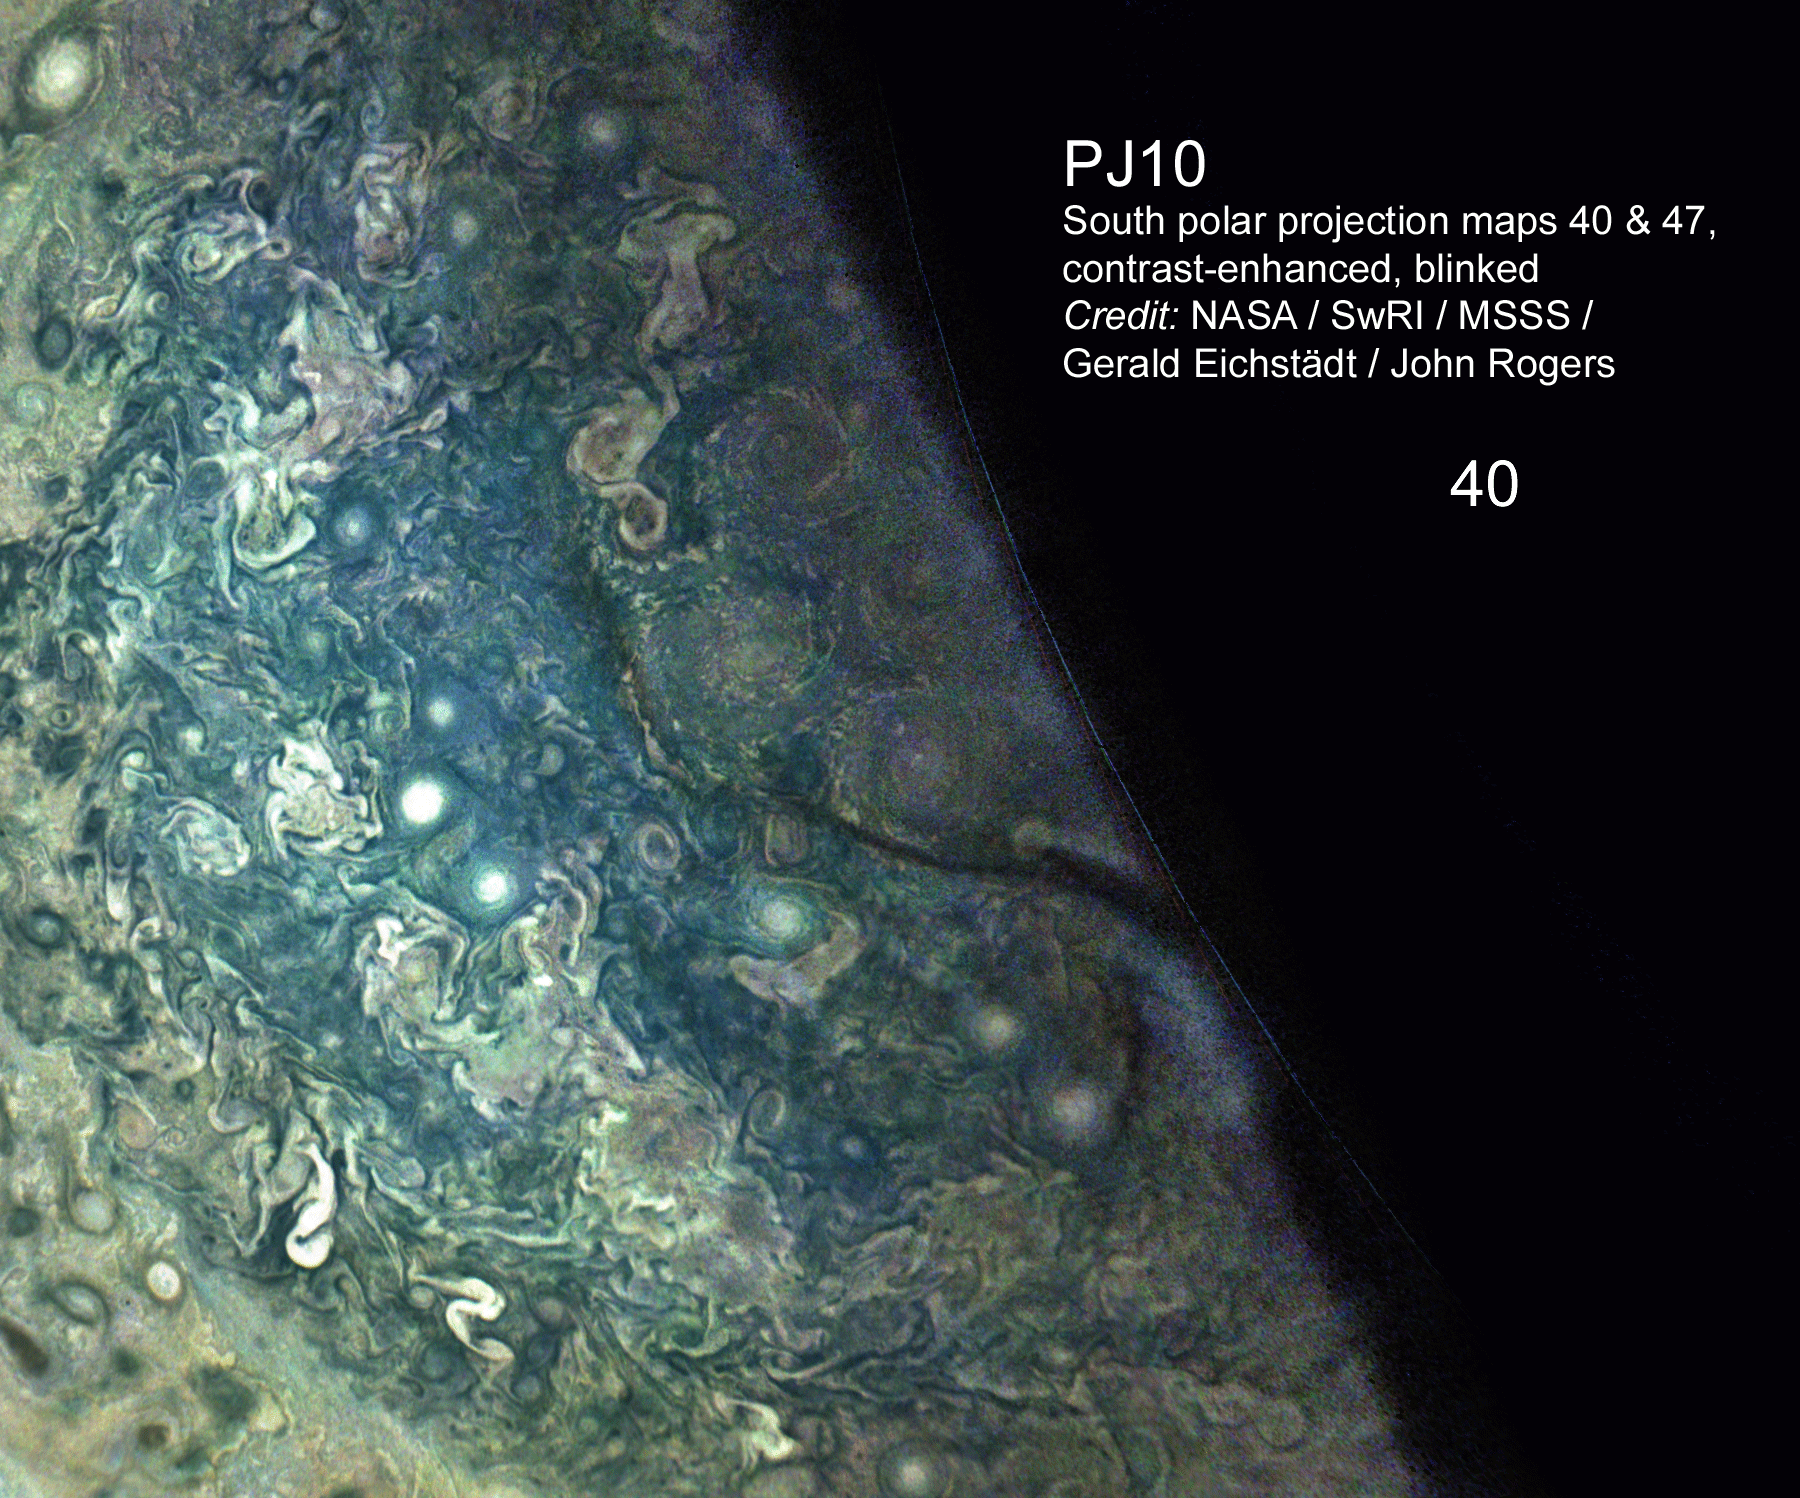 PJ10
South polar projection maps 40 & 47,
contrast-enhanced, blinked
Credit: NASA / SwRI / MSSS /
Gerald Eichstädt / John Rogers
40